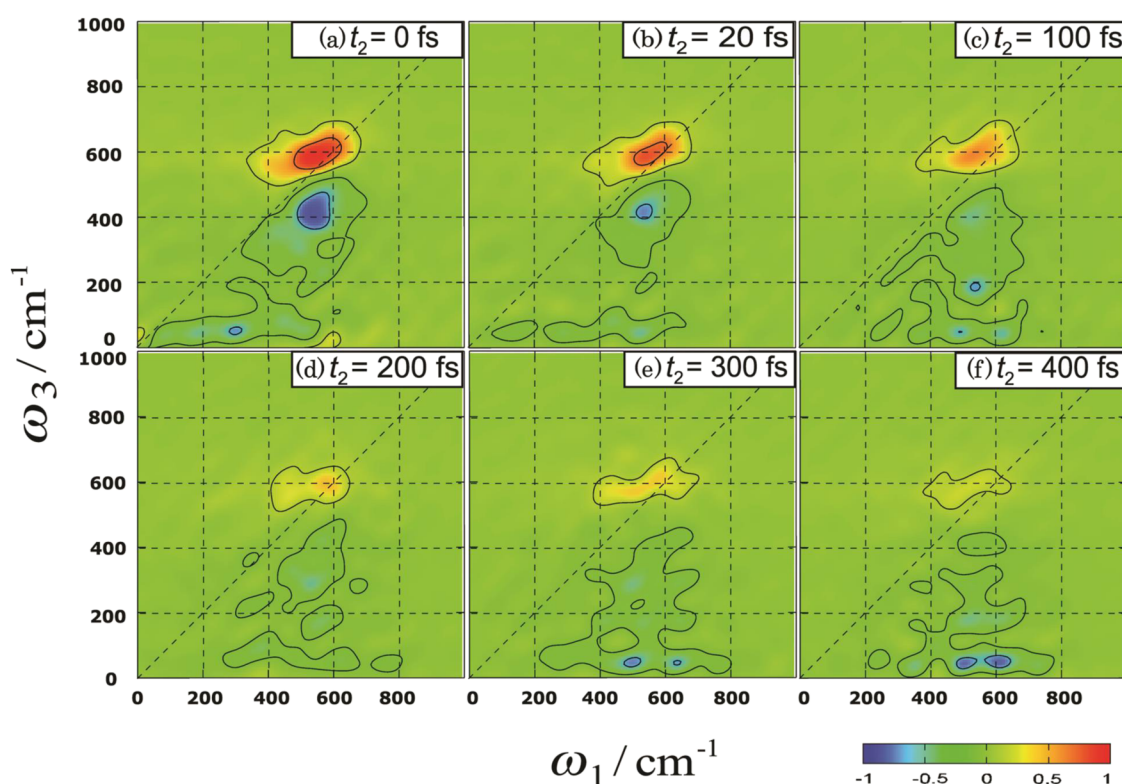 1000 (a) t₂ = 0 fs (b) t₂ = 20 fs (c) t₂ = 100 fs
800
600
400
200
0
1000 (d) t₂ = 200 fs (e) t₂ = 300 fs (f) t₂ = 400 fs
800
600
400
200
0
0 200 400 600 800 0 200 400 600 800 0 200 400 600 800
ω₃ / cm⁻¹
ω₁ / cm⁻¹
-1 -0.5 0 0.5 1